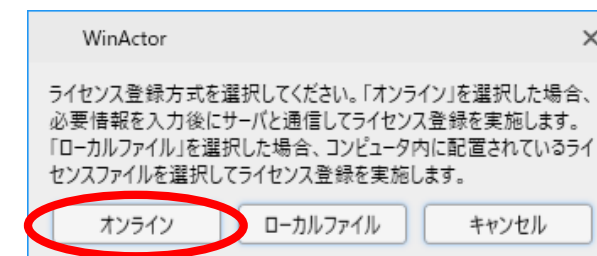 WinActor
ライセンス登録方式を選択してください。「オンライン」を選択した場合、
必要情報を入力後にサーバと通信してライセンス登録を実施します。
「ローカルファイル」を選択した場合、コンピュータ内に配置されているライ
センスファイルを選択してライセンス登録を実施します。
オンライン ローカルファイル キャンセル